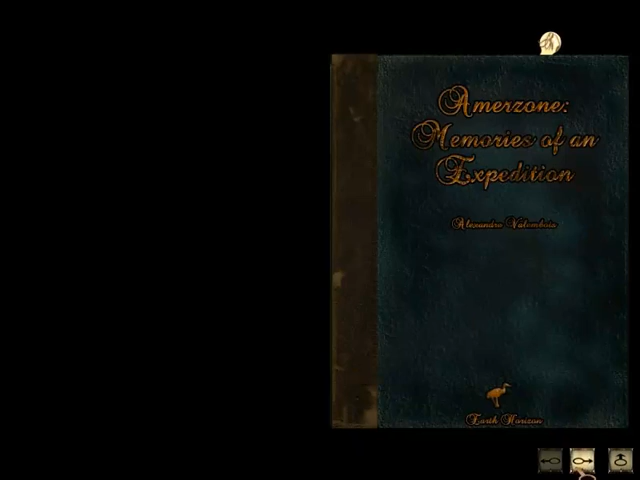 Amerzone:
Memories of an
Expedition
Alexandre Valembois
Earth Horizon